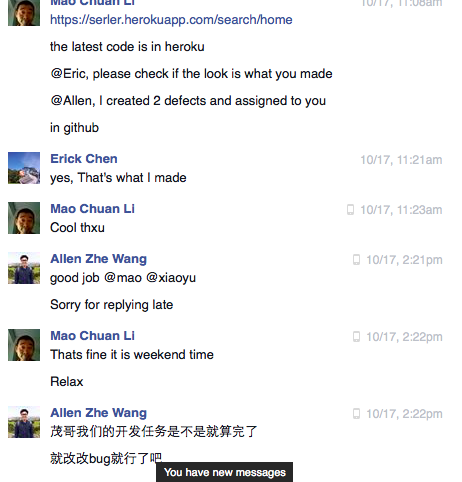 Mao Chuan Li
10/17, 11:08am
https://serler.herokuapp.com/search/home
the latest code is in heroku
@Eric, please check if the look is what you made
@Allen, I created 2 defects and assigned to you
in github
Erick Chen
10/17, 11:21am
yes, That's what I made
Mao Chuan Li
10/17, 11:23am
Cool thxu
Allen Zhe Wang
10/17, 2:21pm
good job @mao @xiaoyu
Sorry for replying late
Mao Chuan Li
10/17, 2:22pm
Thats fine it is weekend time
Relax
Allen Zhe Wang
10/17, 2:22pm
茂哥我们的开发任务是不是就算完了
就改改bug就行了吧
You have new messages